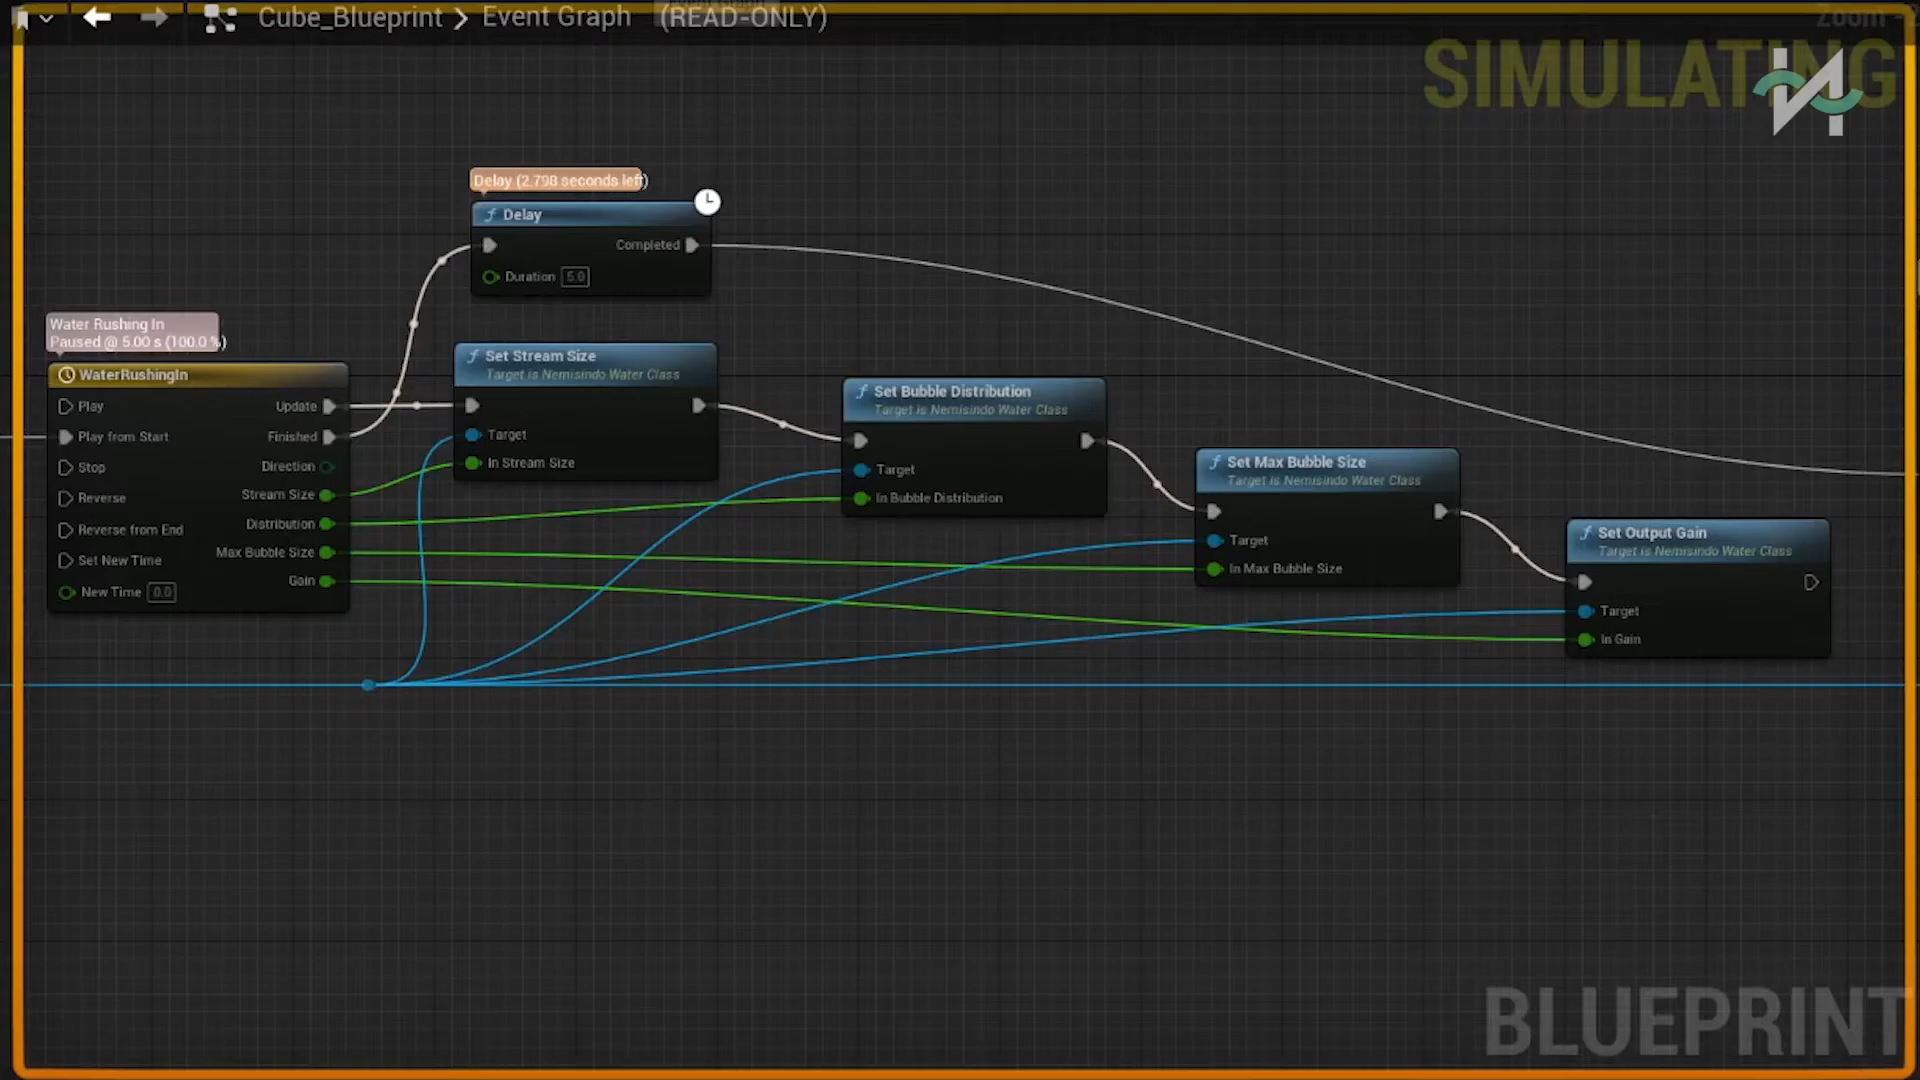 Cube_Blueprint > Event Graph (READ-ONLY)
Zoom
SIMULATING
Delay (2.798 seconds left)
Delay
Completed
Duration 5.0
Water Rushing In
Paused @ 5.00 s (100.0 %)
WaterRushingIn
Play
Update
Play from Start
Finished
Stop
Direction
Reverse
Stream Size
Reverse from End
Distribution
Set New Time
Max Bubble Size
New Time 0.0
Gain
Set Stream Size
Target is Nemisindo Water Class
Target
In Stream Size
Set Bubble Distribution
Target is Nemisindo Water Class
Target
In Bubble Distribution
Set Max Bubble Size
Target is Nemisindo Water Class
Target
In Max Bubble Size
Set Output Gain
Target is Nemisindo Water Class
Target
In Gain
BLUEPRINT